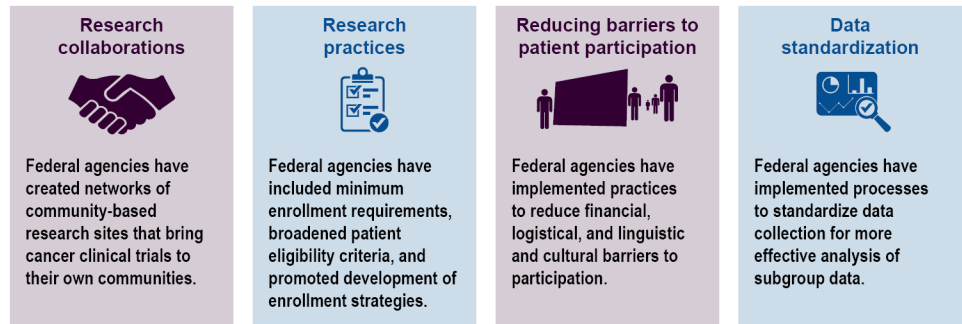 Research
collaborations
Federal agencies have
created networks of
community-based
research sites that bring
cancer clinical trials to
their own communities.
Research
practices
Federal agencies have
included minimum
enrollment requirements,
broadened patient
eligibility criteria, and
promoted development of
enrollment strategies.
Reducing barriers to
patient participation
Federal agencies have
implemented practices
to reduce financial,
logistical, and linguistic
and cultural barriers to
participation.
Data
standardization
Federal agencies have
implemented processes
to standardize data
collection for more
effective analysis of
subgroup data.